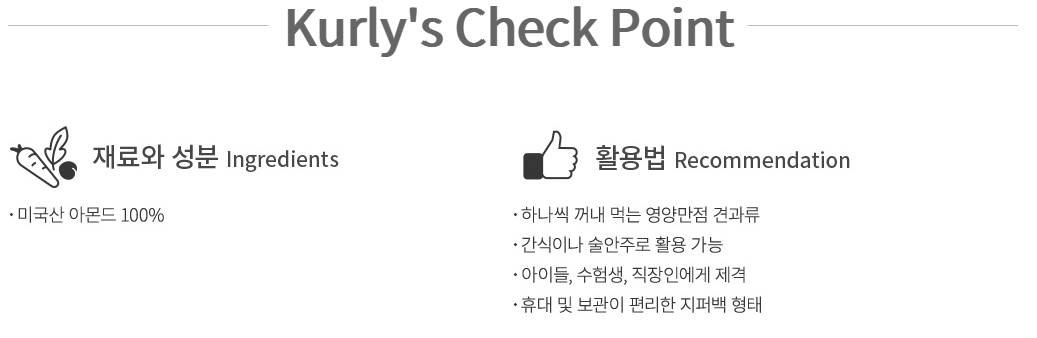 Kurly's Check Point
재료와 성분 Ingredients
· 미국산 아몬드 100%
활용법 Recommendation
· 하나씩 꺼내 먹는 영양만점 견과류
· 간식이나 술안주로 활용 가능
· 아이들, 수험생, 직장인에게 제격
· 휴대 및 보관이 편리한 지퍼백 형태